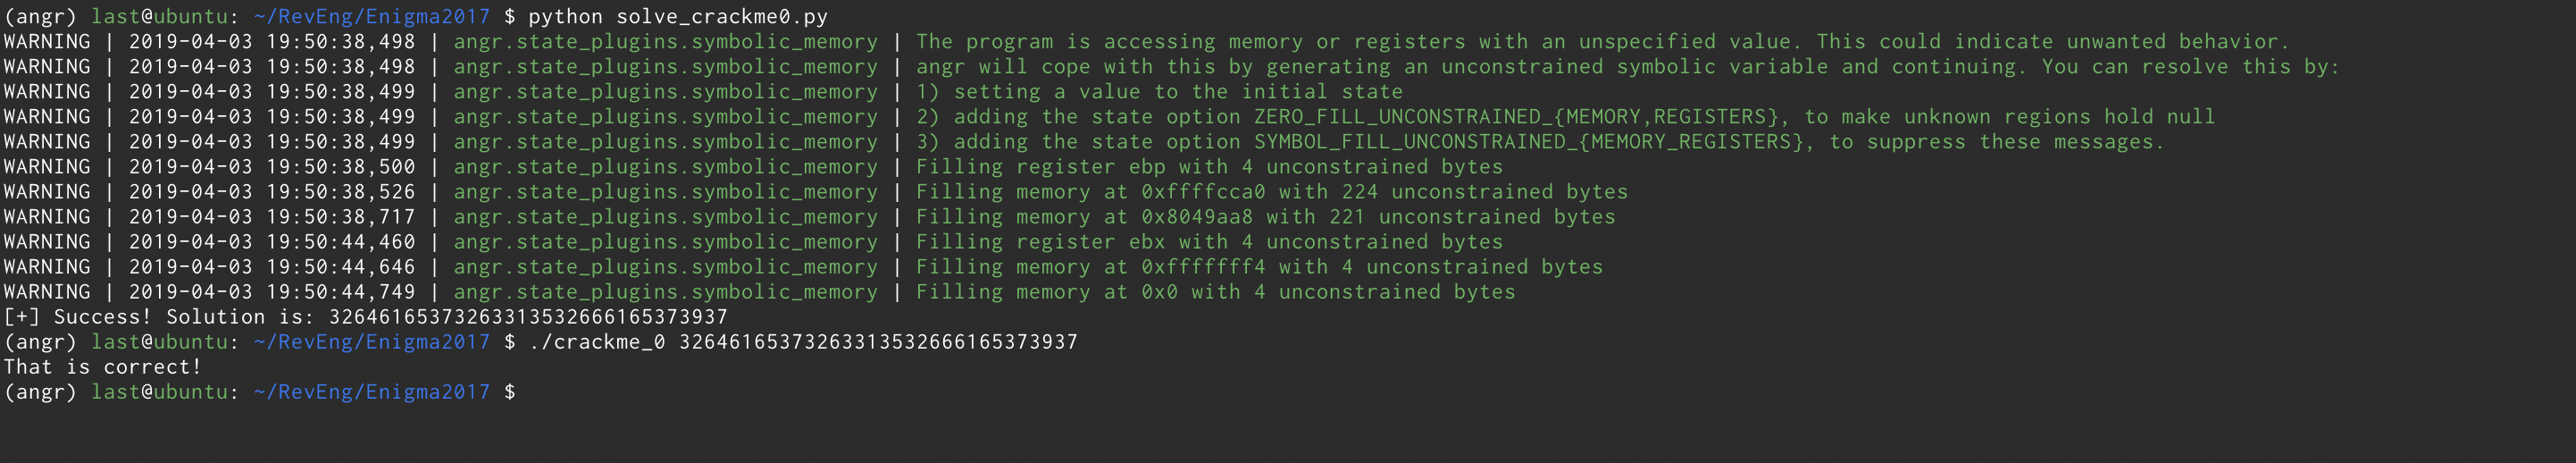 (angr) last@ubuntu: ~/RevEng/Enigma2017 $ python solve_crackme0.py
WARNING | 2019-04-03 19:50:38,498 | angr.state_plugins.symbolic_memory | The program is accessing memory or registers with an unspecified value. This could indicate unwanted behavior.
WARNING | 2019-04-03 19:50:38,498 | angr.state_plugins.symbolic_memory | angr will cope with this by generating an unconstrained symbolic variable and continuing. You can resolve this by:
WARNING | 2019-04-03 19:50:38,499 | angr.state_plugins.symbolic_memory | 1) setting a value to the initial state
WARNING | 2019-04-03 19:50:38,499 | angr.state_plugins.symbolic_memory | 2) adding the state option ZERO_FILL_UNCONSTRAINED_{MEMORY,REGISTERS}, to make unknown regions hold null
WARNING | 2019-04-03 19:50:38,499 | angr.state_plugins.symbolic_memory | 3) adding the state option SYMBOL_FILL_UNCONSTRAINED_{MEMORY_REGISTERS}, to suppress these messages.
WARNING | 2019-04-03 19:50:38,500 | angr.state_plugins.symbolic_memory | Filling register ebp with 4 unconstrained bytes
WARNING | 2019-04-03 19:50:38,526 | angr.state_plugins.symbolic_memory | Filling memory at 0xffffcca0 with 224 unconstrained bytes
WARNING | 2019-04-03 19:50:38,717 | angr.state_plugins.symbolic_memory | Filling memory at 0x8049aa8 with 221 unconstrained bytes
WARNING | 2019-04-03 19:50:44,460 | angr.state_plugins.symbolic_memory | Filling register ebx with 4 unconstrained bytes
WARNING | 2019-04-03 19:50:44,646 | angr.state_plugins.symbolic_memory | Filling memory at 0xfffffff4 with 4 unconstrained bytes
WARNING | 2019-04-03 19:50:44,749 | angr.state_plugins.symbolic_memory | Filling memory at 0x0 with 4 unconstrained bytes
[+] Success! Solution is: 32646165373263313532666165373937
(angr) last@ubuntu: ~/RevEng/Enigma2017 $ ./crackme_0 32646165373263313532666165373937
That is correct!
(angr) last@ubuntu: ~/RevEng/Enigma2017 $